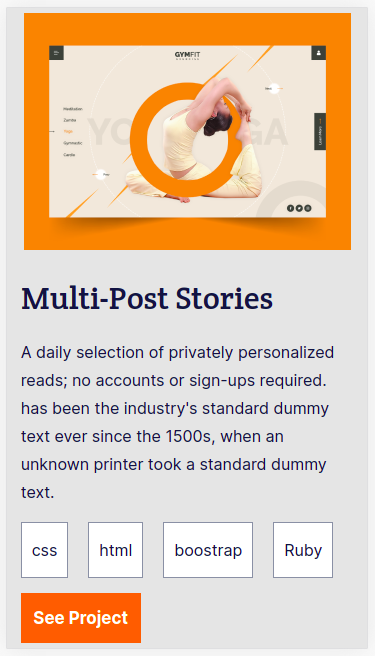 GYMFIT
Meditation
Zumba
Yoga
Gymnastic
Cardio
Multi-Post Stories
A daily selection of privately personalized
reads; no accounts or sign-ups required.
has been the industry's standard dummy
text ever since the 1500s, when an
unknown printer took a standard dummy
text.
css
html
boostrap
Ruby
See Project